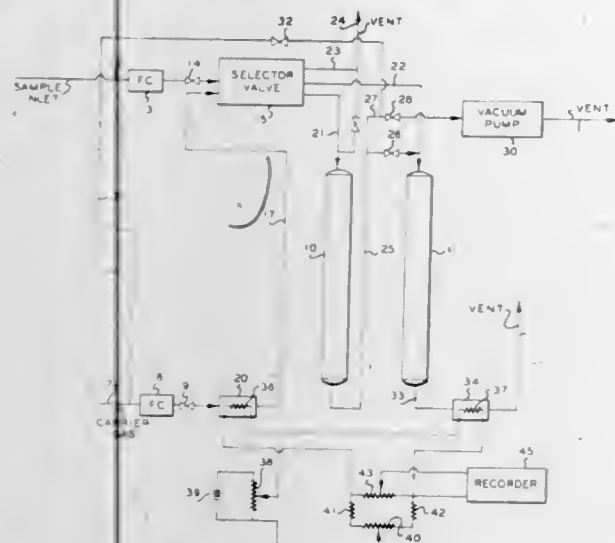 32
24
VENT
23
SAMPLE
INLET
FC
3
14
SELECTOR
VALVE
5
22
27
28
21
26
VACUUM
PUMP
30
VENT
17
10
25
11
VENT
7
FC
8
9
20
36
33
34
37
CARRIER
GAS
39
38
43
41
42
40
45
RECORDER